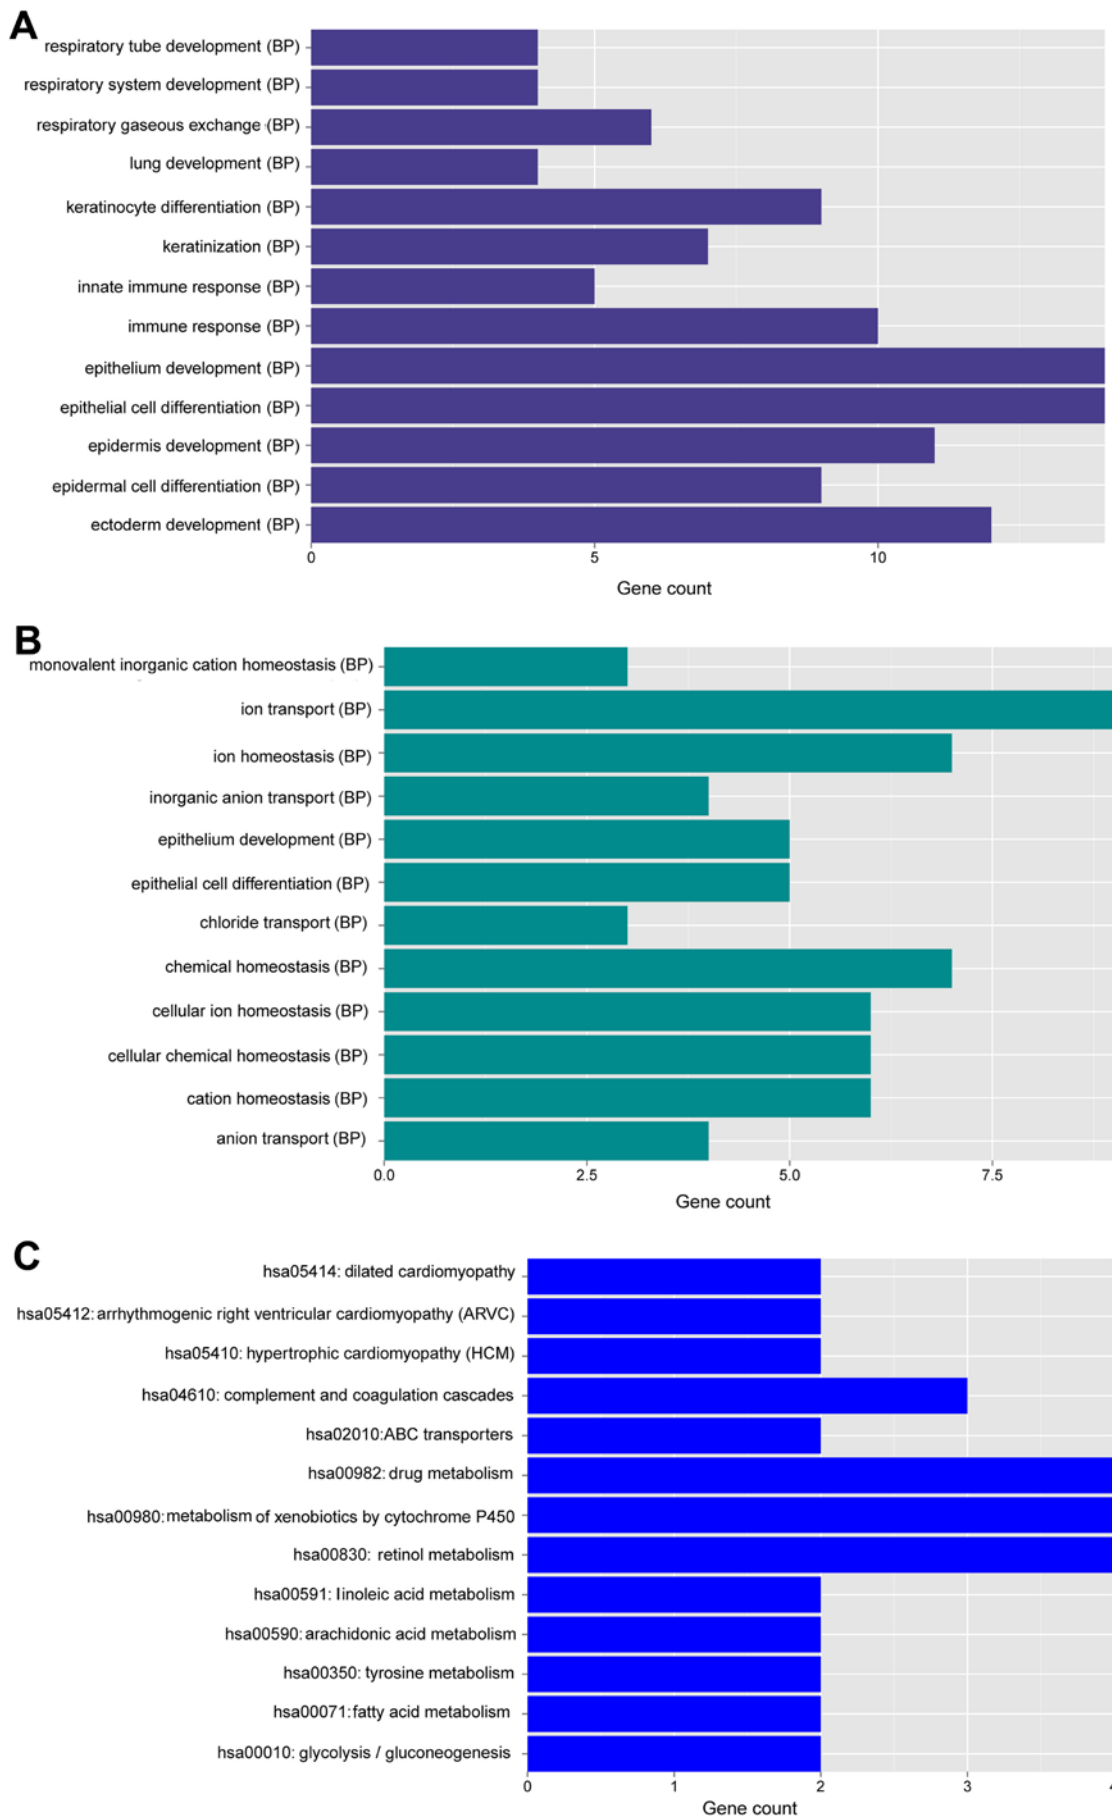 A
respiratory tube development (BP)
respiratory system development (BP)
respiratory gaseous exchange (BP)
lung development (BP)
keratinocyte differentiation (BP)
keratinization (BP)
innate immune response (BP)
immune response (BP)
epithelium development (BP)
epithelial cell differentiation (BP)
epidermis development (BP)
epidermal cell differentiation (BP)
ectoderm development (BP)
0 5 10
Gene count
B
monovalent inorganic cation homeostasis (BP)
ion transport (BP)
ion homeostasis (BP)
inorganic anion transport (BP)
epithelium development (BP)
epithelial cell differentiation (BP)
chloride transport (BP)
chemical homeostasis (BP)
cellular ion homeostasis (BP)
cellular chemical homeostasis (BP)
cation homeostasis (BP)
anion transport (BP)
0.0 2.5 5.0 7.5
Gene count
C
hsa05414: dilated cardiomyopathy
hsa05412: arrhythmogenic right ventricular cardiomyopathy (ARVC)
hsa05410: hypertrophic cardiomyopathy (HCM)
hsa04610: complement and coagulation cascades
hsa02010:ABC transporters
hsa00982: drug metabolism
hsa00980: metabolism of xenobiotics by cytochrome P450
hsa00830: retinol metabolism
hsa00591: linoleic acid metabolism
hsa00590: arachidonic acid metabolism
hsa00350: tyrosine metabolism
hsa00071: fatty acid metabolism
hsa00010: glycolysis / gluconeogenesis
0 1 2 3 4
Gene count